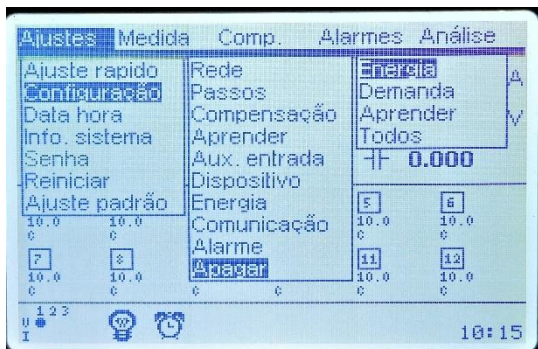 Ajustes Medida Comp. Alarmes Análise
Ajuste rapido
Configuração
Data hora
Info. sistema
Senha
Reiniciar
Ajuste padrão
Rede
Passos
Compensação
Aprender
Aux. entrada
Dispositivo
Energia
Comunicação
Alarme
Apagar
Energia
Demanda
Aprender
Todos
A
V
0.000
5 6
10.0 10.0 10.0 10.0
C C C C
7 8 11 12
10.0 10.0 10.0 10.0
C C C C C C
1 2 3
U
I
10:15